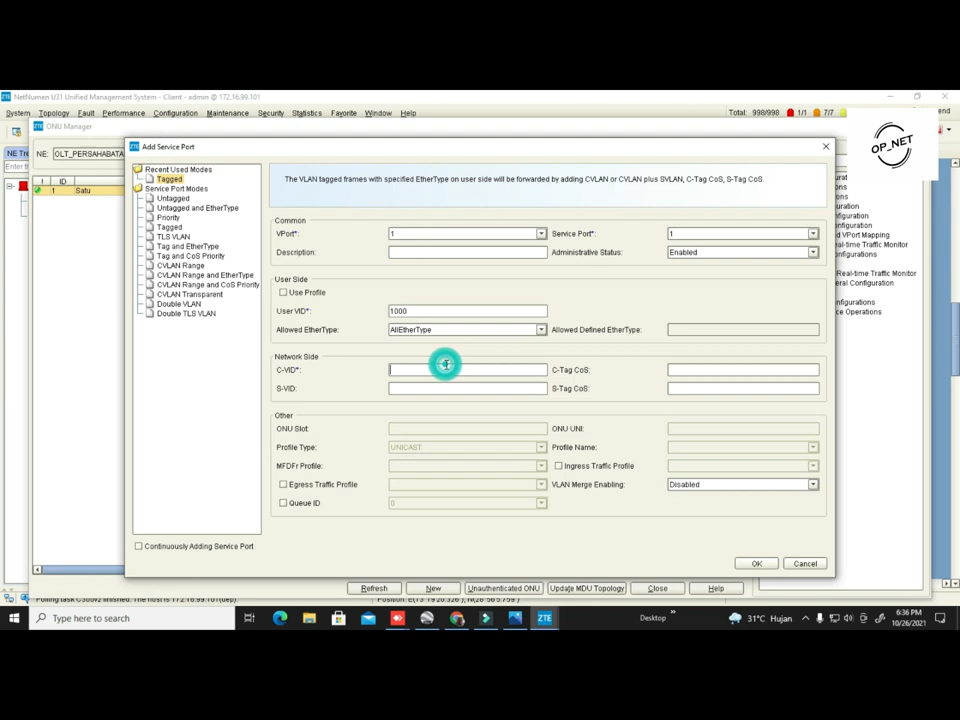 NetNumen U31 Unified Management System - Client - admin @ 172.16.99.101
System Topology Fault Performance Configuration Maintenance Security Statistics Favorite Window Help Total: 998/998 1/1 7/7
ONU Manager
OP_NET
NE: OLT_PERSAHABATA
Add Service Port
I ID
1 Satu
Recent Used Modes
Tagged
Service Port Modes
Untagged
Untagged and EtherType
Priority
Tagged
TLS VLAN
Tag and EtherType
Tag and CoS Priority
CVLAN Range
CVLAN Range and EtherType
CVLAN Range and CoS Priority
CVLAN Transparent
Double VLAN
Double TLS VLAN
The VLAN tagged frames with specified EtherType on user side will be forwarded by adding CVLAN or CVLAN plus SVLAN, C-Tag CoS, S-Tag CoS.
Common
VPort*: 1 Service Port*: 1
Description: Administrative Status: Enabled
User Side
Use Profile
User VID*: 1000
Allowed EtherType: AllEtherType Allowed Defined EtherType:
Network Side
C-VID*: C-Tag CoS:
S-VID: S-Tag CoS:
Other
ONU Slot: ONU UNI:
Profile Type: UNICAST Profile Name:
MFDFr Profile: Ingress Traffic Profile
Egress Traffic Profile VLAN Merge Enabling: Disabled
Queue ID 0
Continuously Adding Service Port
OK Cancel
VPort Mapping
Real-time Traffic Monitor
Refresh New Unauthenticated ONU Update MDU Topology Close Help
Type here to search
ZTE
Desktop
31°C Hujan
6:36 PM
10/26/2021